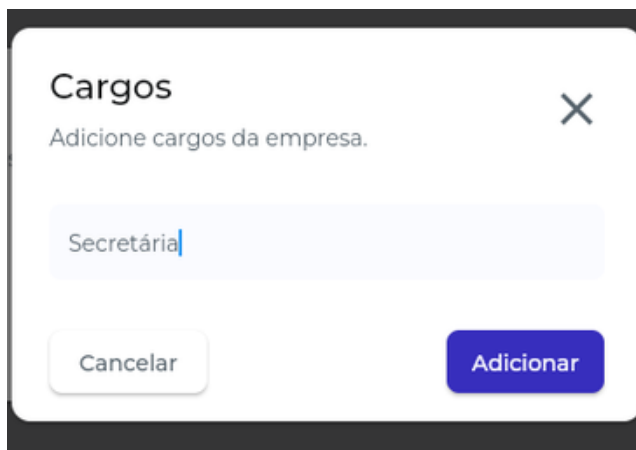 Cargos
Adicione cargos da empresa.
Secretária
Cancelar
Adicionar